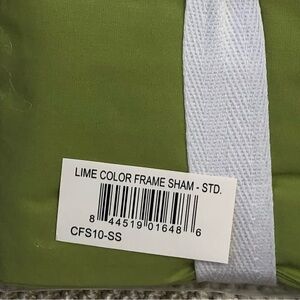 LIME COLOR FRAME SHAM - STD.
8 44519 01648 6
CFS10-SS